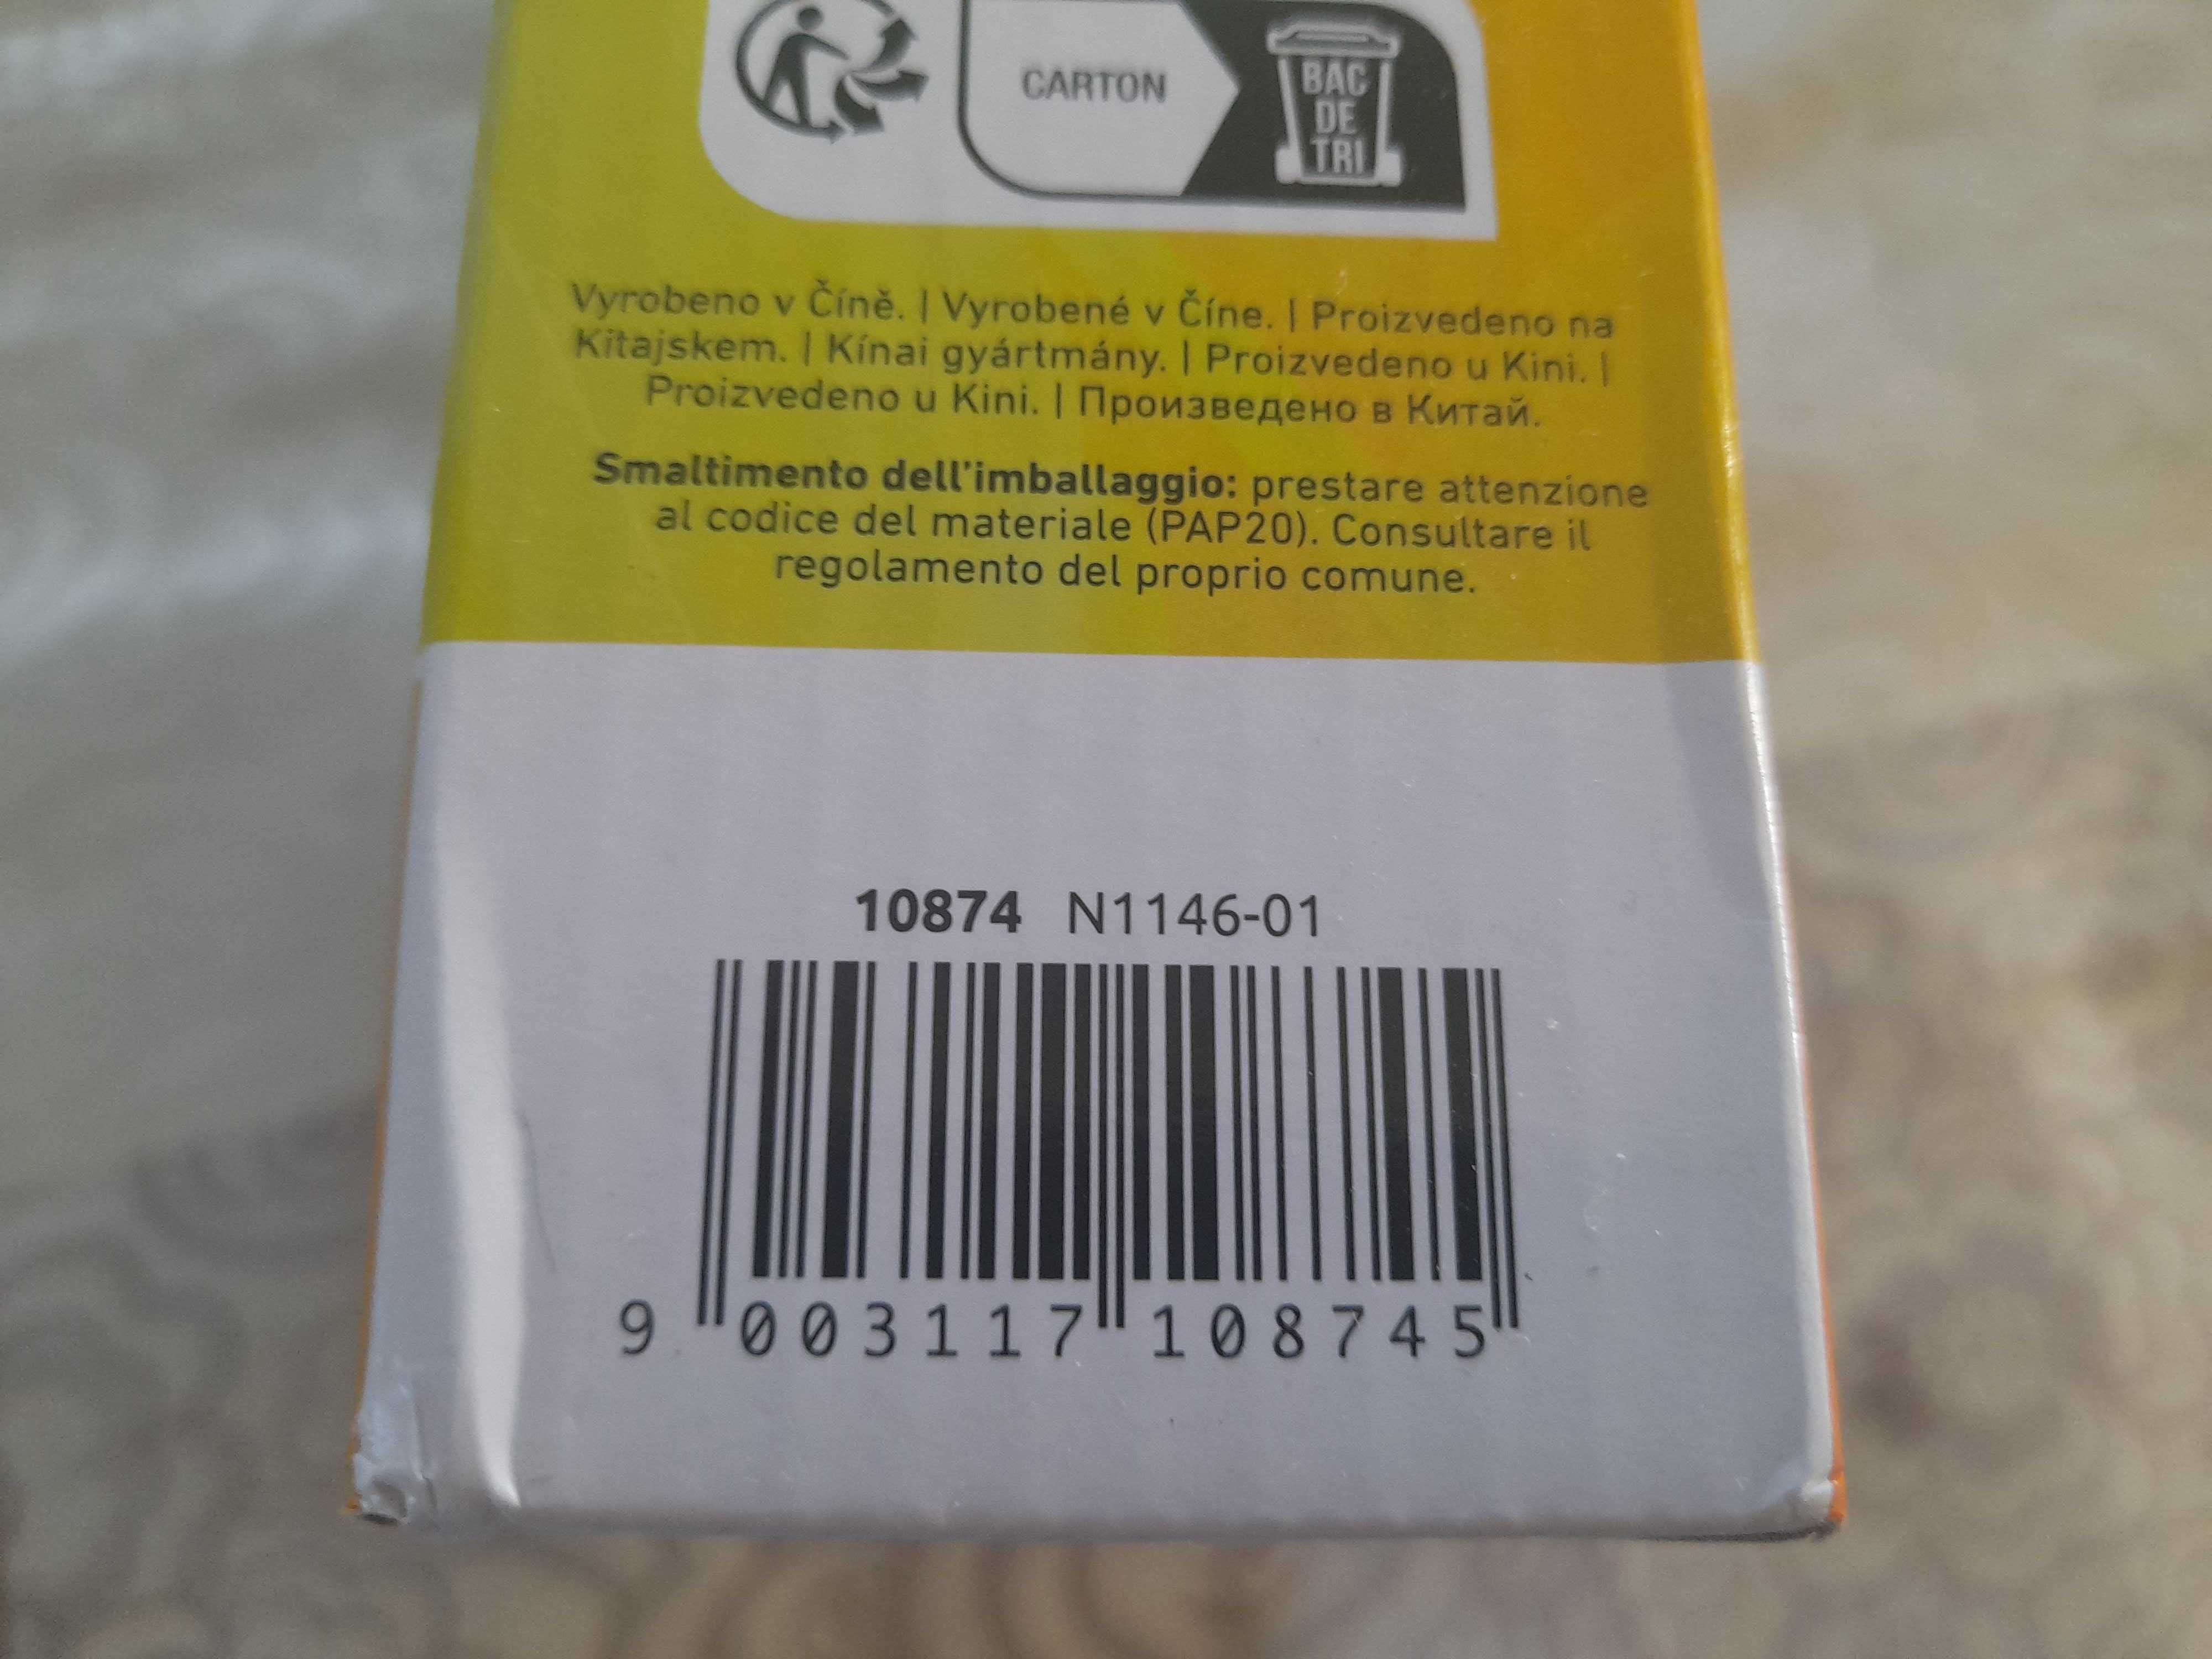 CARTON
BAC
DE
TRI
Vyrobeno v Číně. | Vyrobené v Číne. | Proizvedeno na
Kitajskem. | Kínai gyártmány. | Proizvedeno u Kini. |
Proizvedeno u Kini. | Произведено в Китай.
Smaltimento dell'imballaggio: prestare attenzione
al codice del materiale (PAP20). Consultare il
regolamento del proprio comune.
10874 N1146-01
9 003117 108745